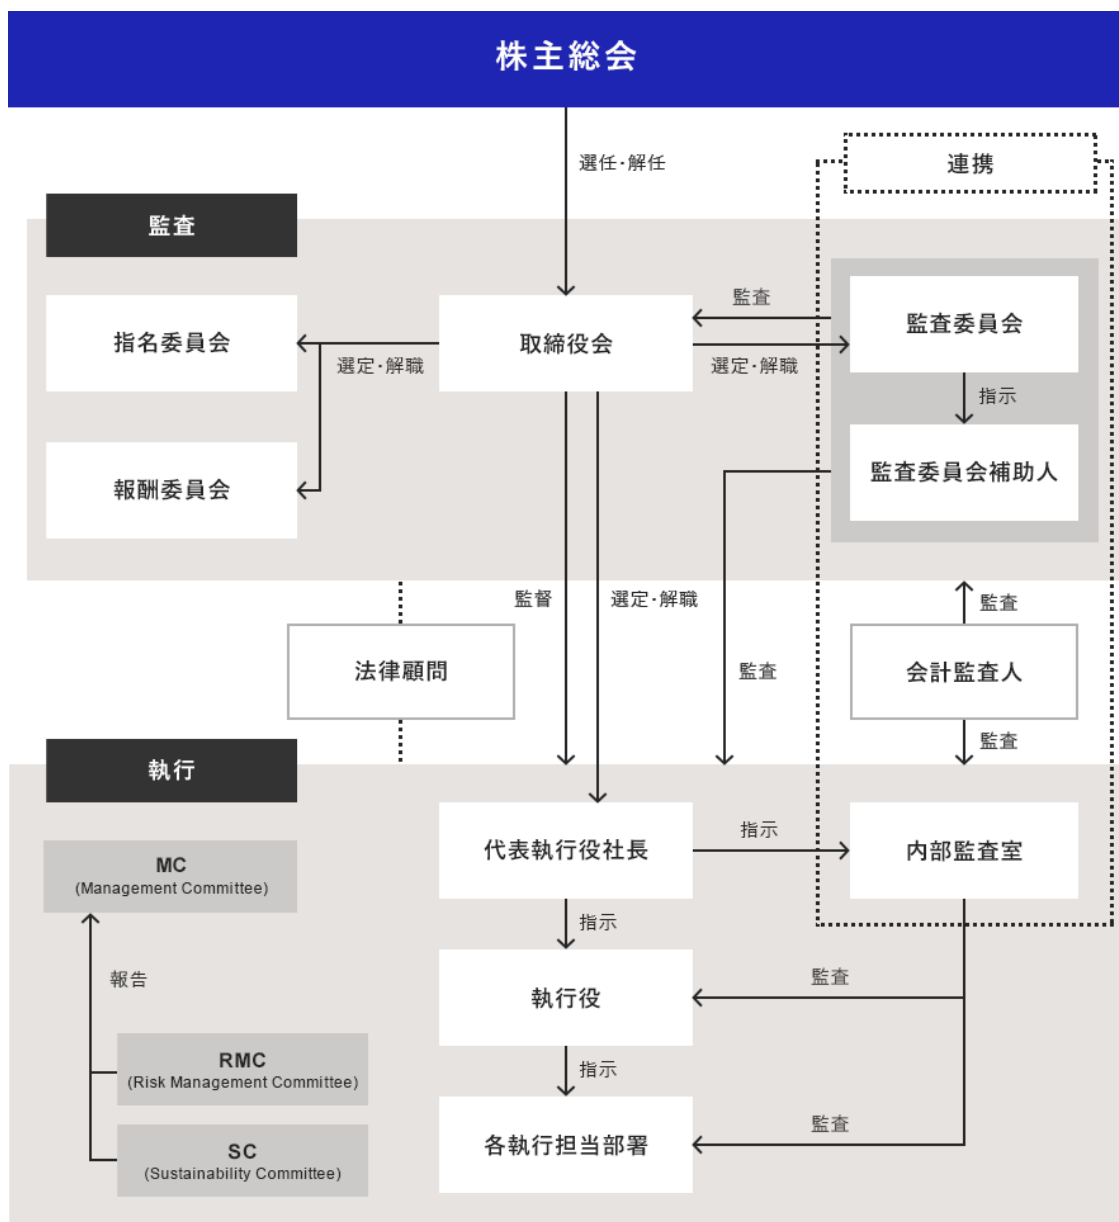 株主総会
選任・解任
連携
監査
指名委員会
選定・解職
取締役会
監査
選定・解職
監査委員会
指示
監査委員会補助人
報酬委員会
監督
選定・解職
監査
法律顧問
監査
会計監査人
監査
執行
MC
(Management Committee)
報告
RMC
(Risk Management Committee)
SC
(Sustainability Committee)
代表執行役社長
指示
内部監査室
指示
執行役
監査
指示
各執行担当部署
監査